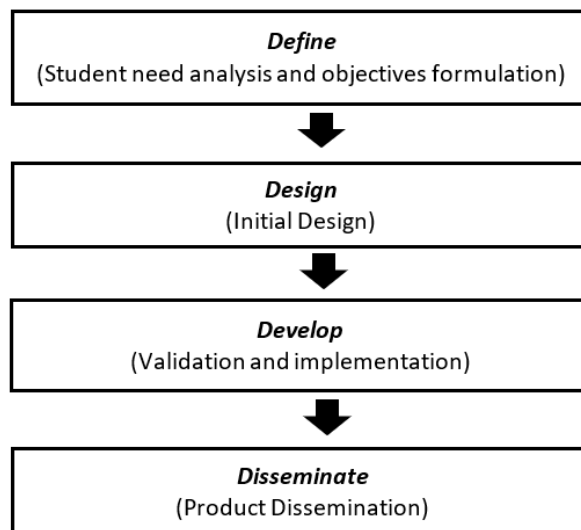 Define
(Student need analysis and objectives formulation)
Design
(Initial Design)
Develop
(Validation and implementation)
Disseminate
(Product Dissemination)